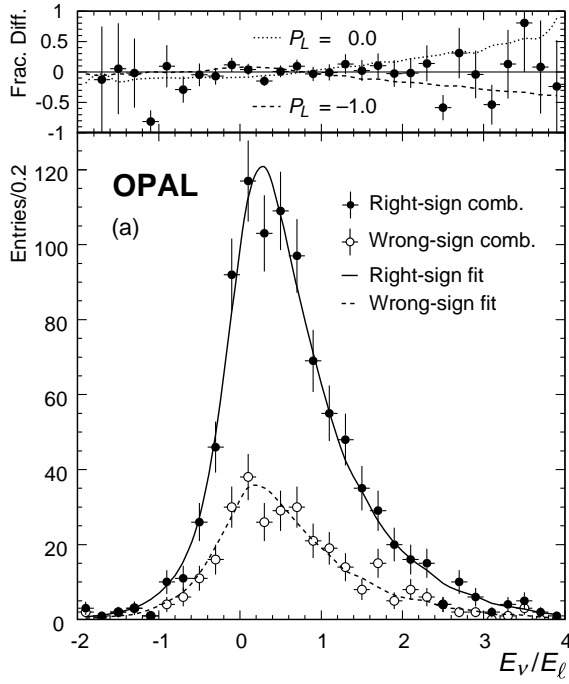 Frac. Diff.
1
0.5
0
-0.5
-1
P_L = 0.0
P_L = −1.0
Entries/0.2
120
100
80
60
40
20
0
OPAL
(a)
Right-sign comb.
Wrong-sign comb.
Right-sign fit
Wrong-sign fit
-2 -1 0 1 2 3 4
E_ν/E_ℓ